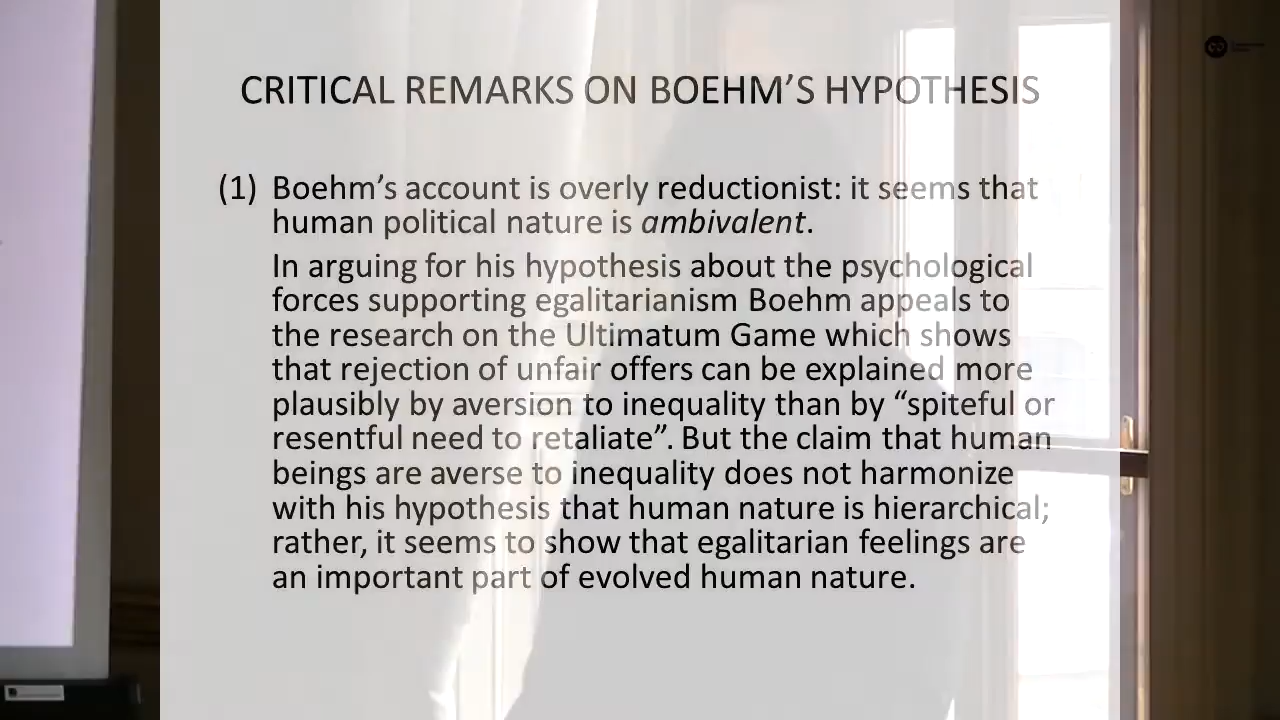 CRITICAL REMARKS ON BOEHM’S HYPOTHESIS
(1) Boehm’s account is overly reductionist: it seems that
human political nature is ambivalent.
In arguing for his hypothesis about the psychological
forces supporting egalitarianism Boehm appeals to
the research on the Ultimatum Game which shows
that rejection of unfair offers can be explained more
plausibly by aversion to inequality than by “spiteful or
resentful need to retaliate”. But the claim that human
beings are averse to inequality does not harmonize
with his hypothesis that human nature is hierarchical;
rather, it seems to show that egalitarian feelings are
an important part of evolved human nature.